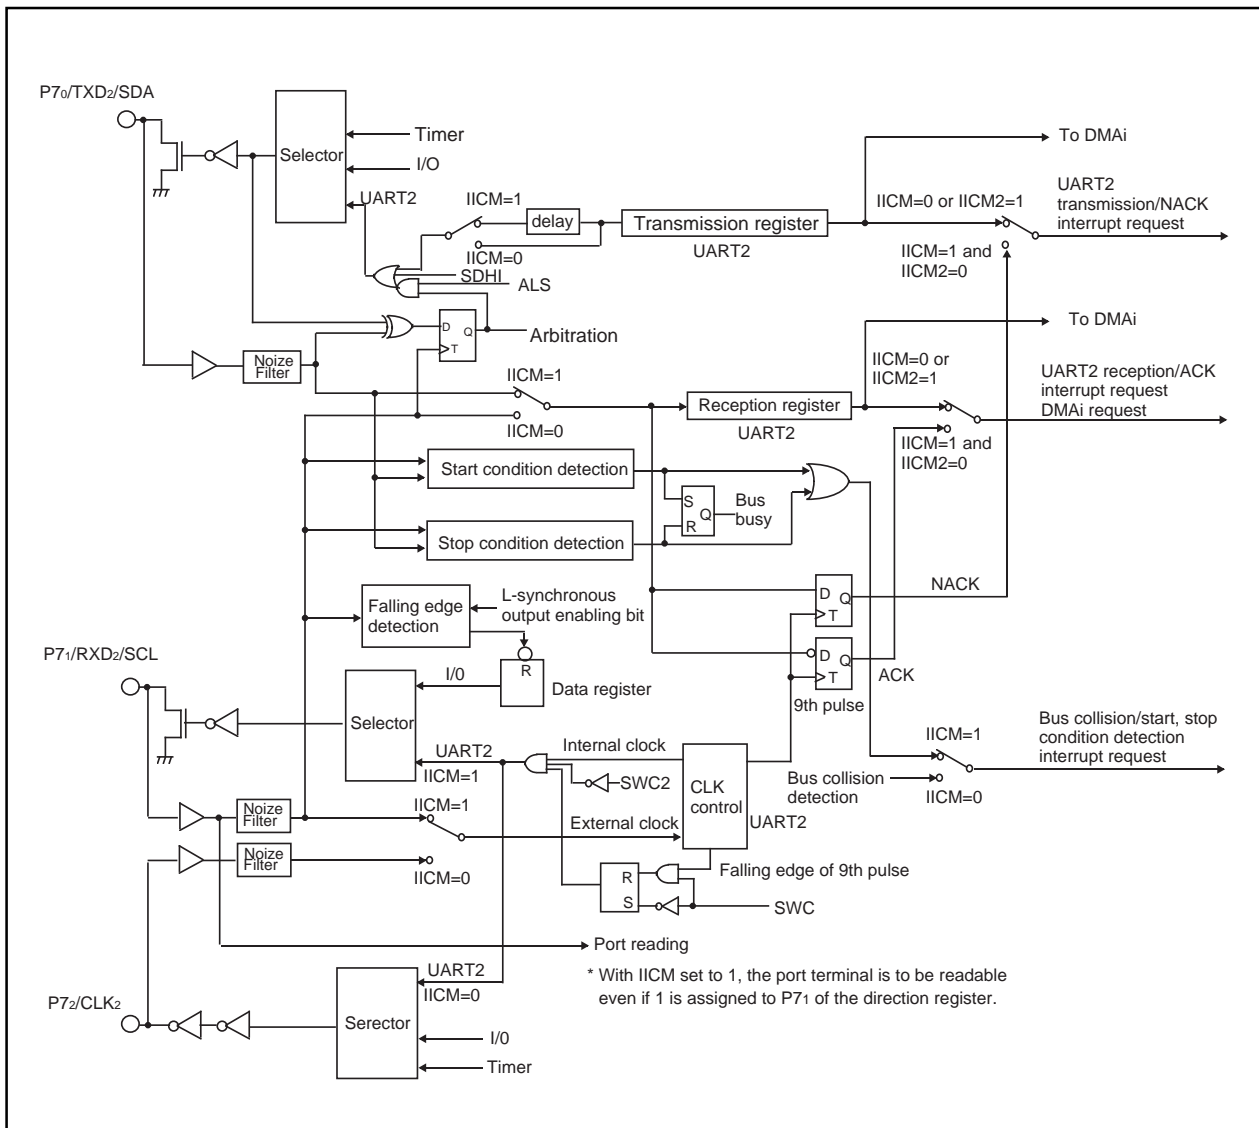 P70/TXD2/SDA
Selector
Timer
I/O
UART2
IICM=1
delay
IICM=0
SDHI
ALS
Transmission register
UART2
To DMAi
IICM=0 or IICM2=1
UART2
transmission/NACK
interrupt request
IICM=1 and
IICM2=0
D
Q
T
Arbitration
Noize
Filter
To DMAi
IICM=1
IICM=0
Reception register
UART2
IICM=0 or
IICM2=1
UART2 reception/ACK
interrupt request
DMAi request
IICM=1 and
IICM2=0
Start condition detection
S
Q
R
Bus
busy
Stop condition detection
Falling edge
detection
L-synchronous
output enabling bit
D
Q
T
NACK
D
Q
T
ACK
9th pulse
P71/RXD2/SCL
R
I/0
Data register
Selector
UART2
IICM=1
Internal clock
SWC2
CLK
control
UART2
Bus collision
detection
IICM=1
IICM=0
Bus collision/start, stop
condition detection
interrupt request
Noize
Filter
IICM=1
External clock
Noize
Filter
IICM=0
R
S
Falling edge of 9th pulse
SWC
Port reading
* With IICM set to 1, the port terminal is to be readable
even if 1 is assigned to P71 of the direction register.
P72/CLK2
Serector
UART2
IICM=0
I/0
Timer